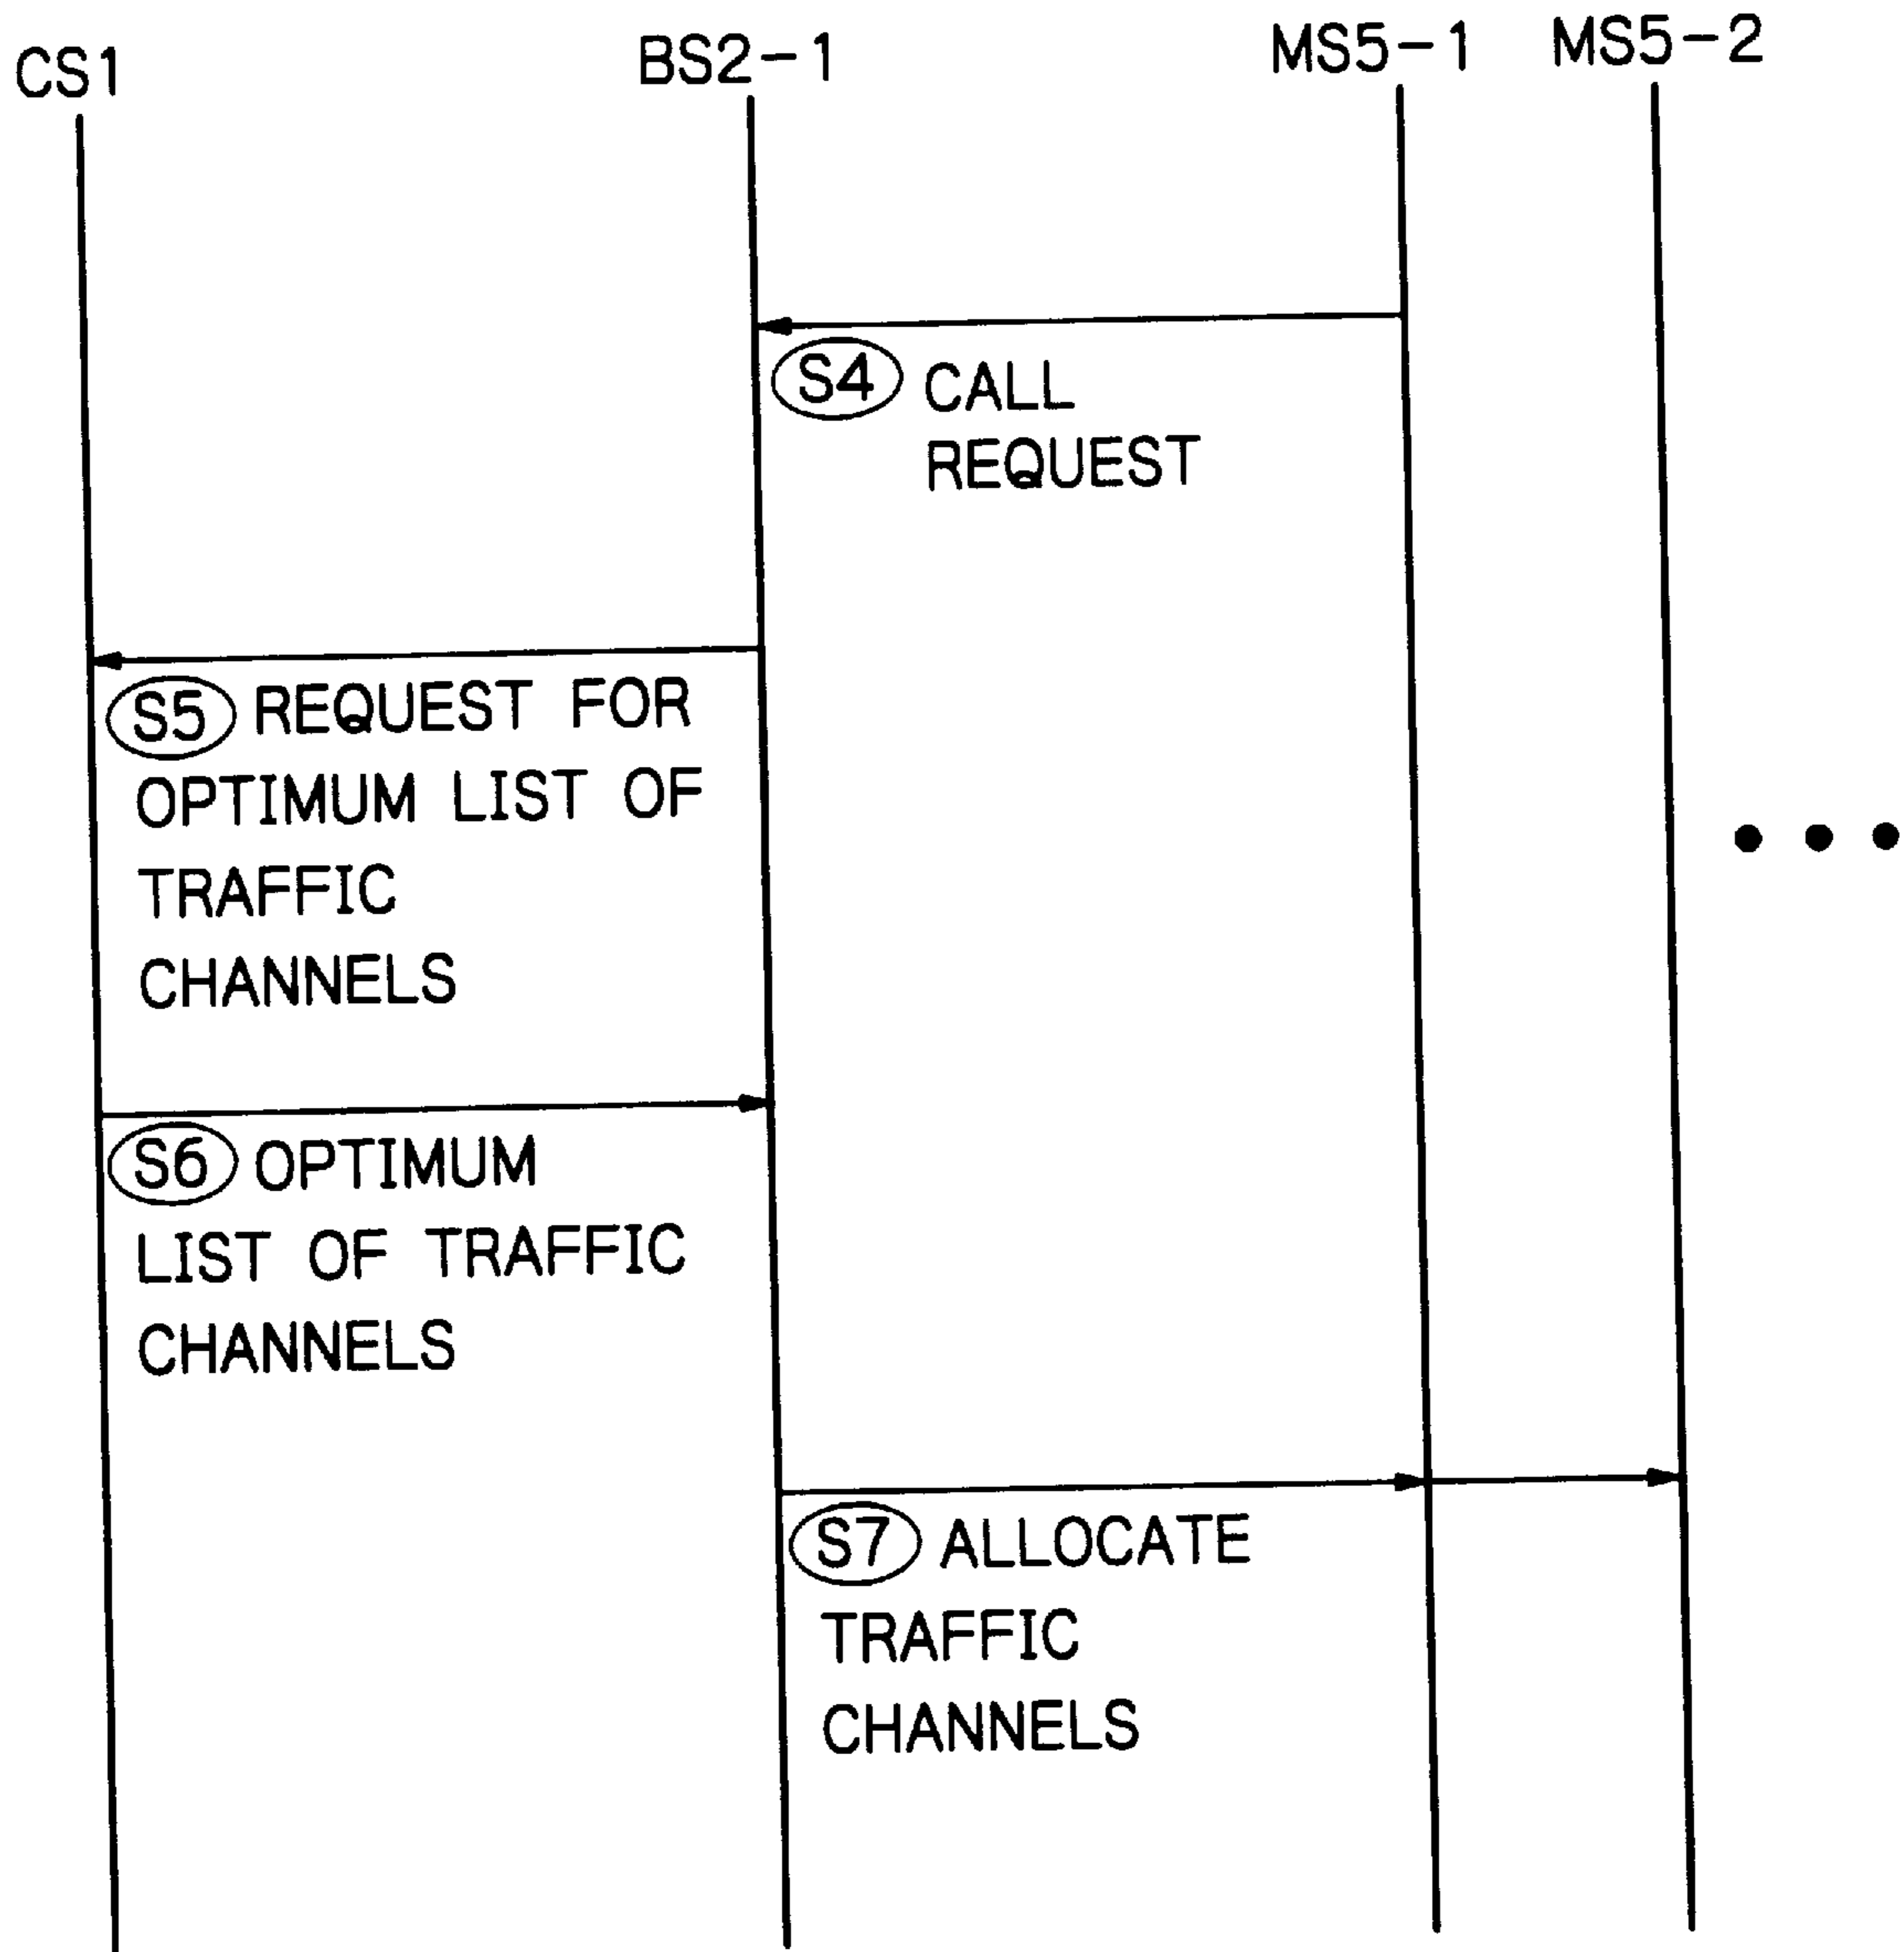 CS1
BS2-1
MS5-1
MS5-2
S4 CALL
REQUEST
S5 REQUEST FOR
OPTIMUM LIST OF
TRAFFIC
CHANNELS
S6 OPTIMUM
LIST OF TRAFFIC
CHANNELS
S7 ALLOCATE
TRAFFIC
CHANNELS